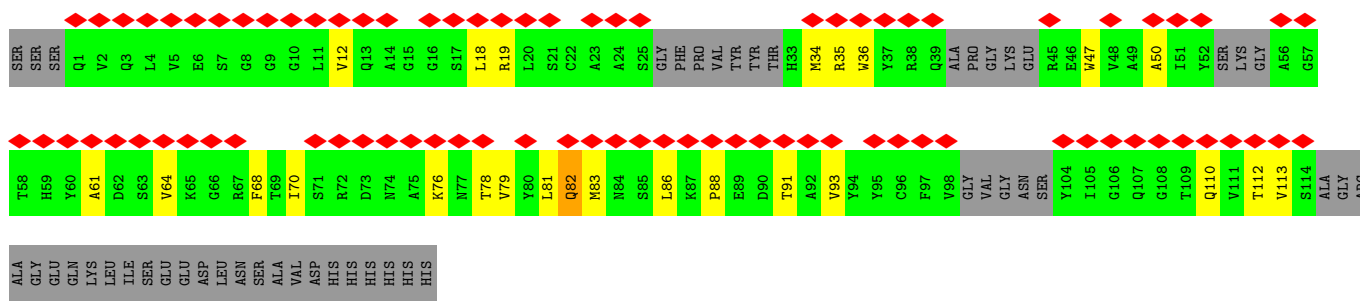 SER SER SER Q1 V2 Q3 L4 V5 E6 S7 G8 G9 G10 L11 V12 Q13 A14 G15 G16 S17 L18 R19 L20 S21 C22 A23 A24 S25 GLY PHE PRO VAL TYR TYR THR H33 M34 R35 W36 Y37 R38 Q39 ALA PRO GLY LYS GLU R45 E46 W47 V48 A49 A50 I51 Y52 SER LYS GLY A56 G57
T58 H59 Y60 A61 D62 S63 V64 K65 G66 R67 F68 T69 I70 S71 R72 D73 N74 A75 K76 N77 T78 V79 Y80 L81 Q82 M83 N84 S85 L86 K87 P88 E89 D90 T91 A92 V93 Y94 Y95 C96 F97 V98 GLY VAL GLY ASN SER Y104 I105 G106 Q107 G108 T109 Q110 V111 T112 V113 S114 ALA GLY ARG
ALA GLY GLU GLN LYS LEU ILE SER GLU GLU ASP LEU ASN SER ALA VAL ASP HIS HIS HIS HIS HIS HIS